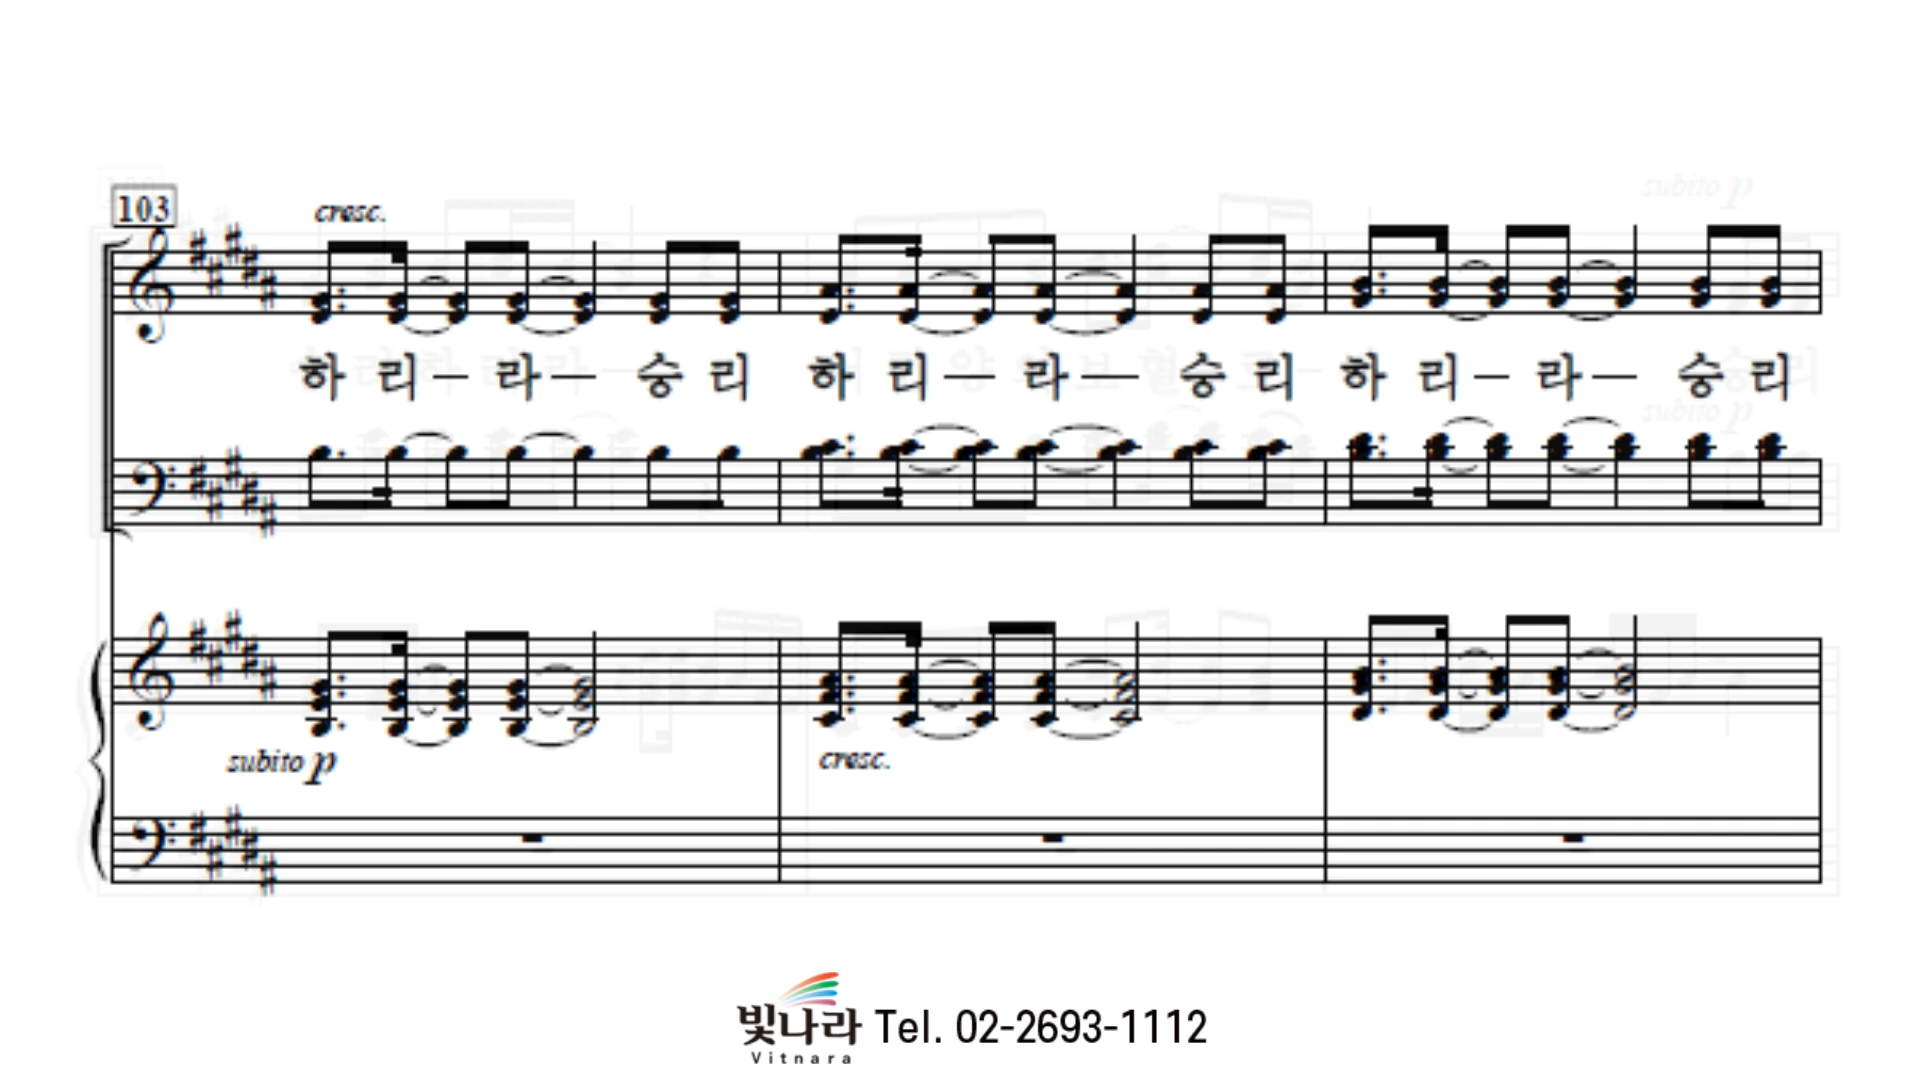 103
cresc.
하 리 — 라 — 승 리 하 리 — 라 — 승 리 하 리 — 라 — 승 리
subito p
cresc.
빛나라 Tel. 02-2693-1112
Vitnara